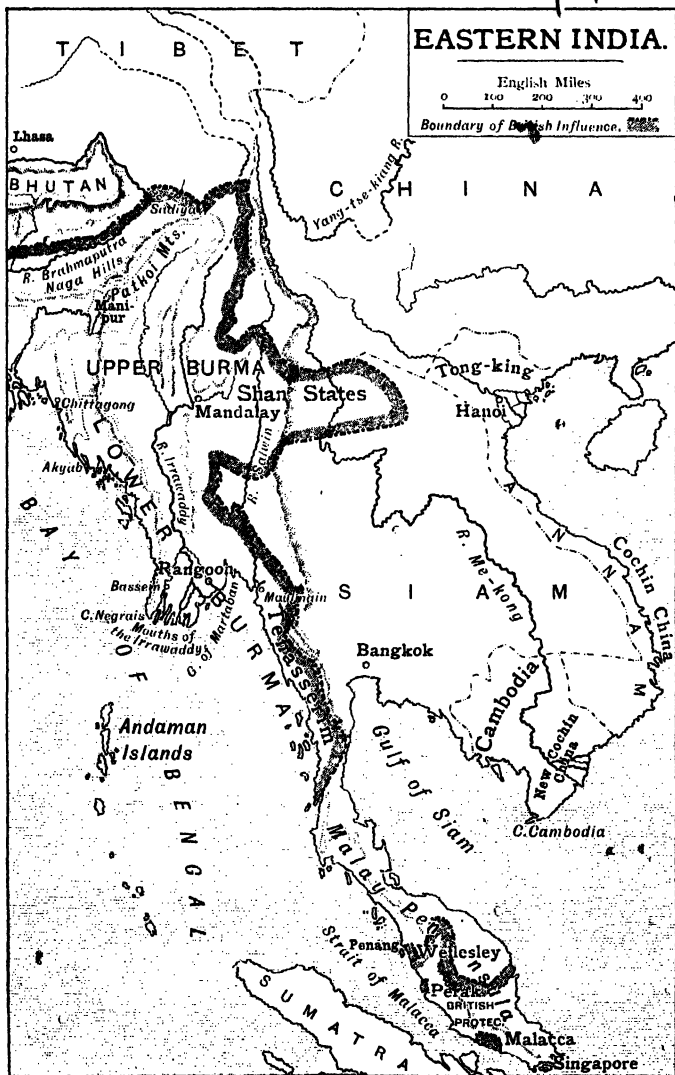 EASTERN INDIA.
English Miles
0 100 200 300 400
Boundary of British Influence.
TIBET
Lhasa
BHUTAN
CHINA
Yang-tse-kiang R.
Sadiya
R. Brahmaputra
Naga Hills
Patkoi Mts.
Mani-
pur
UPPER BURMA
Shan States
Tong-king
Hanoi
Mandalay
Chittagong
R. Salwin
R. Irrawaddy
Akyab
LOWER BURMA.
ANNAM
Cochin China
R. Me-kong
SIAM
Rangoon
Bassein
Maulmain
C. Negrais
Mouths of
the Irrawaddy
G. of Martaban
Tenasserim
Bangkok
BAY OF BENGAL
Andaman
Islands
Cambodia
New Cochin
China
Gulf of Siam
C. Cambodia
Malay Peninsula
Penang
Wellesley
Strait of Malacca
Perak
BRITISH
PROTEC.
Malacca
SUMATRA
Singapore